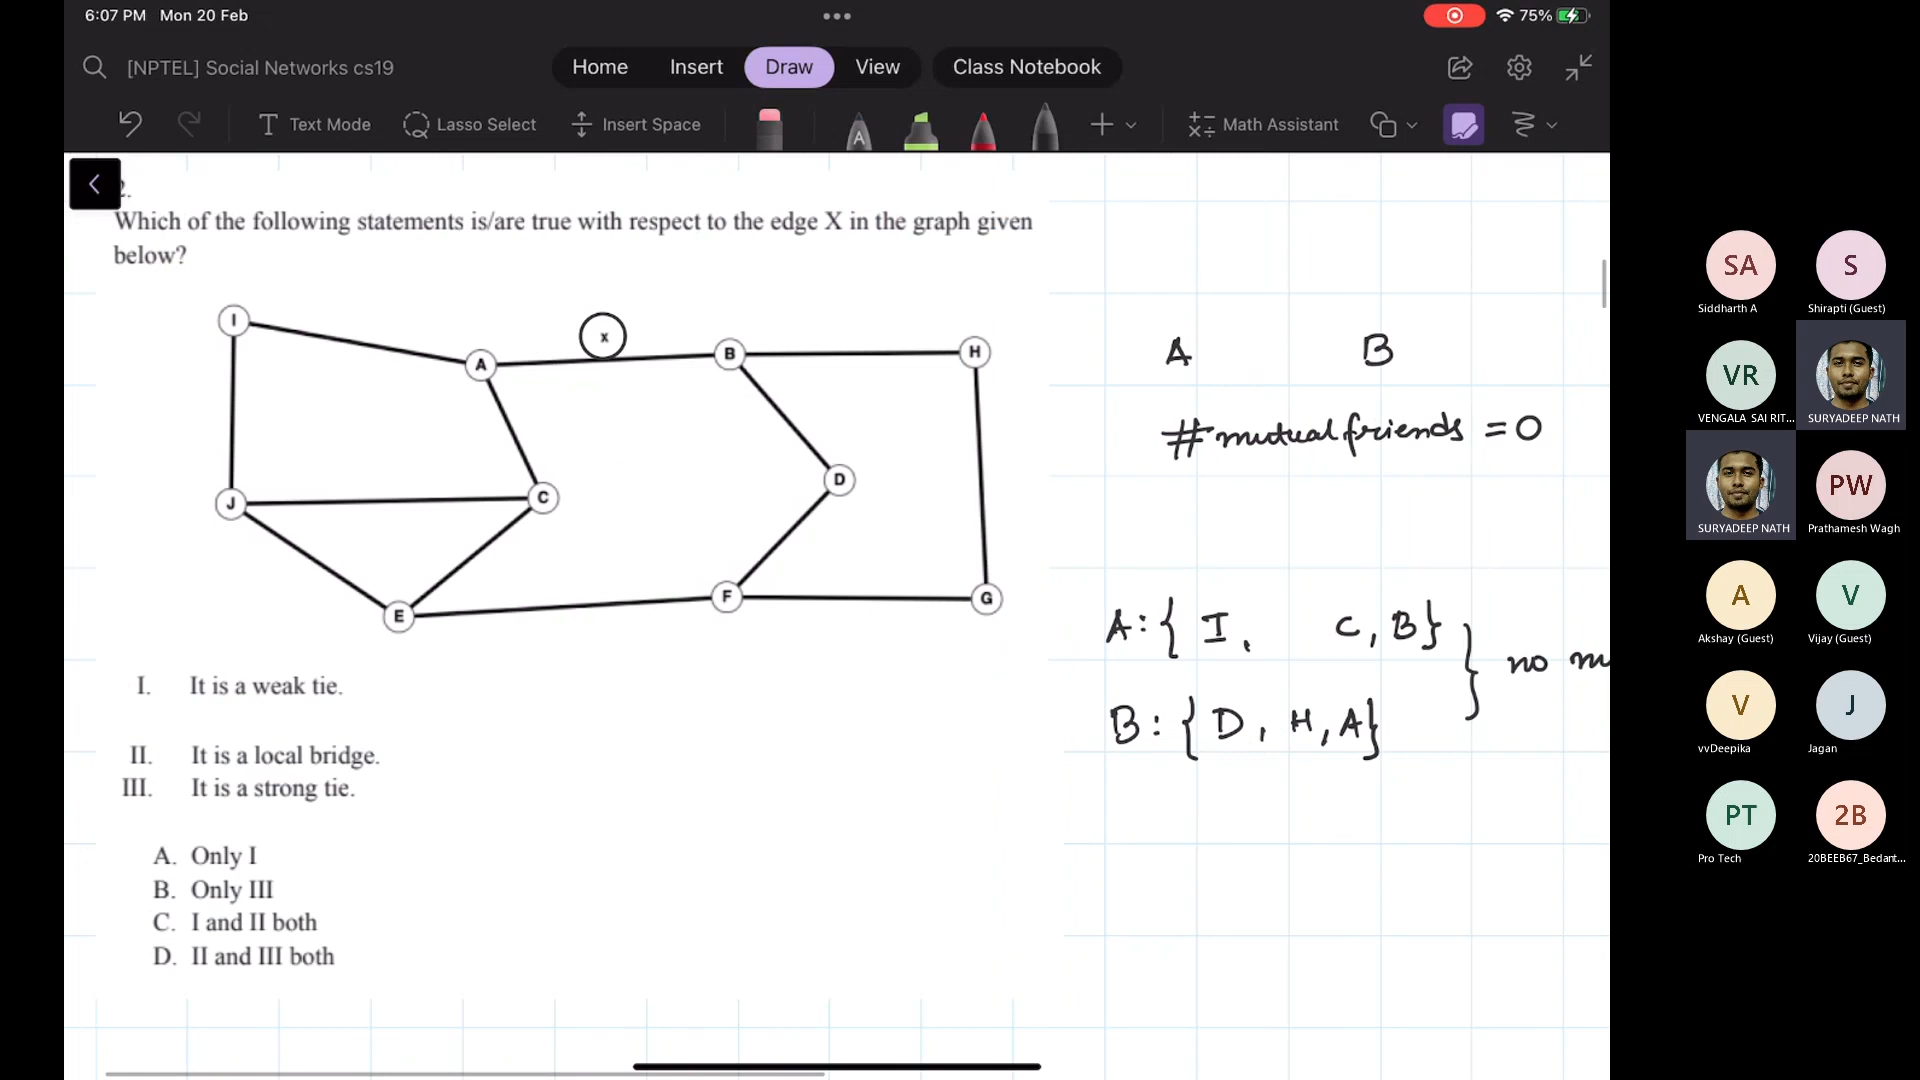 6:07 PM Mon 20 Feb
75%
[NPTEL] Social Networks cs19
Home Insert Draw View Class Notebook
Text Mode Lasso Select Insert Space A Math Assistant
2.
Which of the following statements is/are true with respect to the edge X in the graph given
below?
I
x
A
B
H
J
C
D
E
F
G
I. It is a weak tie.
II. It is a local bridge.
III. It is a strong tie.
A. Only I
B. Only III
C. I and II both
D. II and III both
A B
#mutual friends = 0
A: { I, C, B}
B: { D, H, A}
} no m
SA S
Siddharth A Shirapti (Guest)
VR
VENGALA SAI RIT... SURYADEEP NATH
PW
SURYADEEP NATH Prathamesh Wagh
A V
Akshay (Guest) Vijay (Guest)
V J
vvDeepika Jagan
PT 2B
Pro Tech 20BEEB67_Bedant...